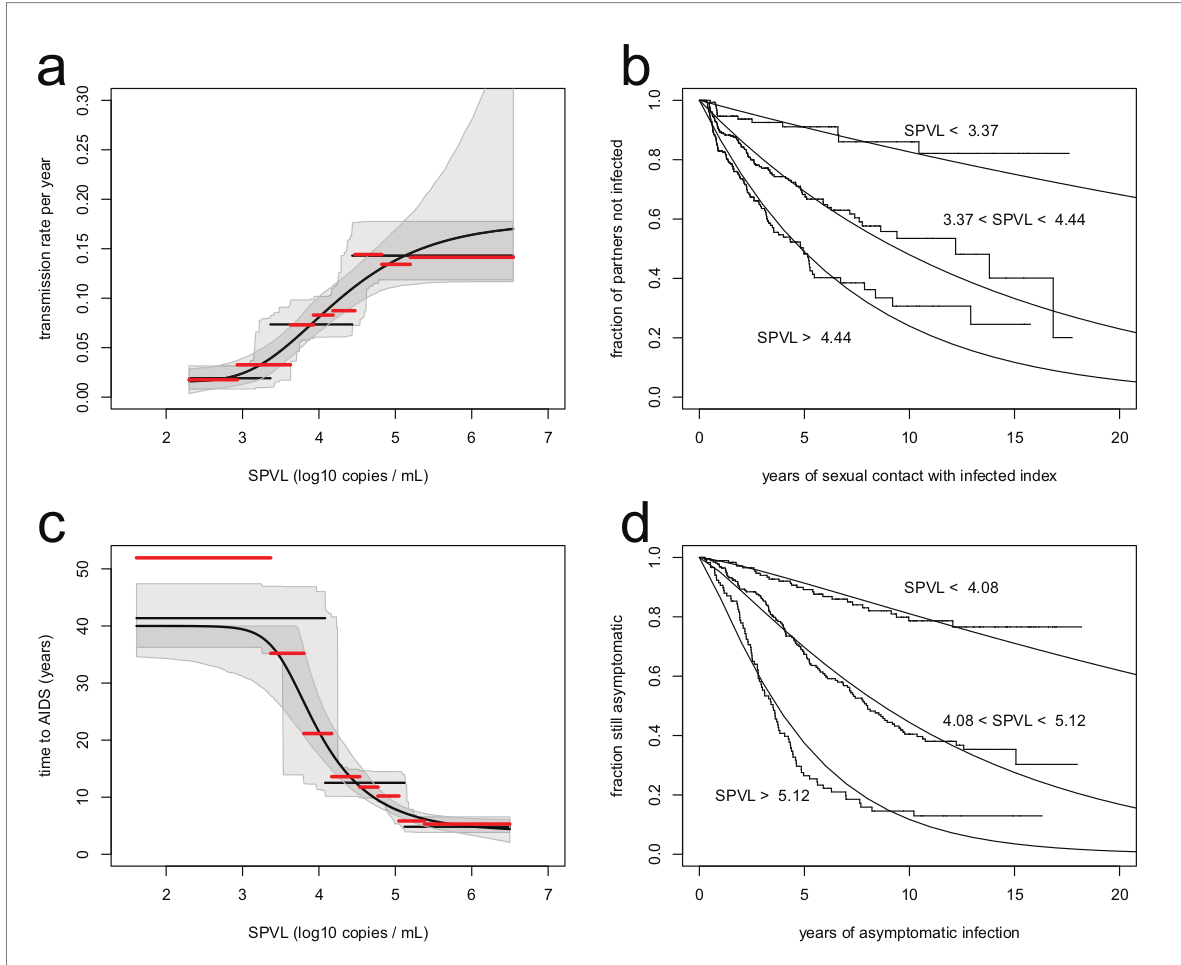 a
0.30
0.25
0.20
0.15
0.10
0.05
0.00
transmission rate per year
2 3 4 5 6 7
SPVL (log10 copies / mL)
b
1.0
0.8
0.6
0.4
0.2
0.0
fraction of partners not infected
SPVL < 3.37
3.37 < SPVL < 4.44
SPVL > 4.44
0 5 10 15 20
years of sexual contact with infected index
c
50
40
30
20
10
0
time to AIDS (years)
2 3 4 5 6 7
SPVL (log10 copies / mL)
d
1.0
0.8
0.6
0.4
0.2
0.0
fraction still asymptomatic
SPVL < 4.08
4.08 < SPVL < 5.12
SPVL > 5.12
0 5 10 15 20
years of asymptomatic infection